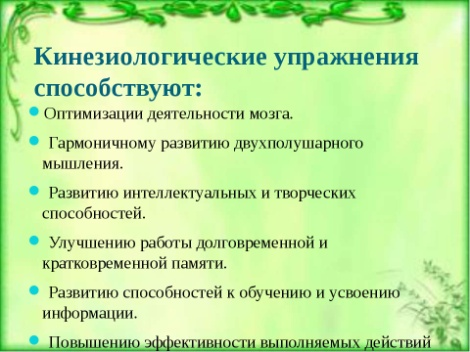 Кинезиологические упражнения
способствуют:
Оптимизации деятельности мозга.
Гармоничному развитию двухполушарного
мышления.
Развитию интеллектуальных и творческих
способностей.
Улучшению работы долговременной и
кратковременной памяти.
Развитию способностей к обучению и усвоению
информации.
Повышению эффективности выполняемых действий